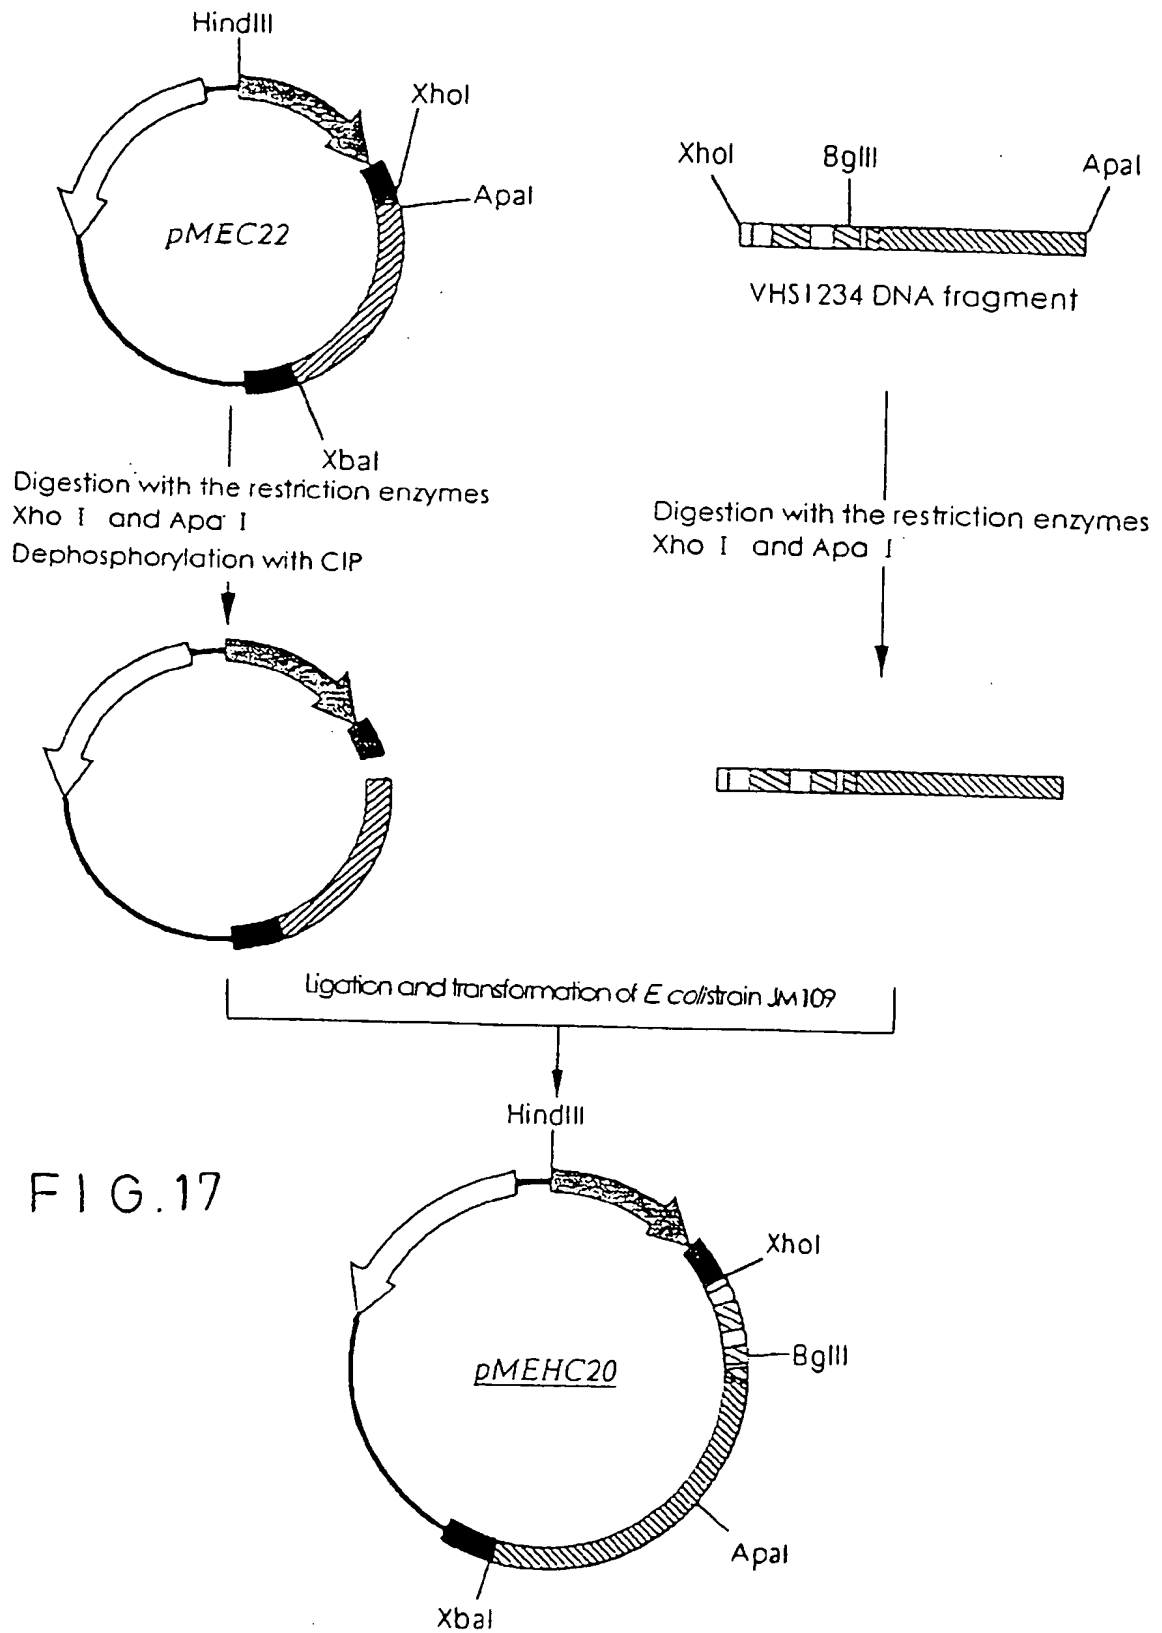 HindIII
XhoI
ApaI
pMEC22
XbaI
XhoI
BglII
ApaI
VHS1234 DNA fragment
Digestion with the restriction enzymes
Xho I and Apa I
Dephosphorylation with CIP
Digestion with the restriction enzymes
Xho I and Apa I
Ligation and transformation of E coli strain JM109
HindIII
FIG.17
XhoI
BglII
pMEHC20
ApaI
XbaI